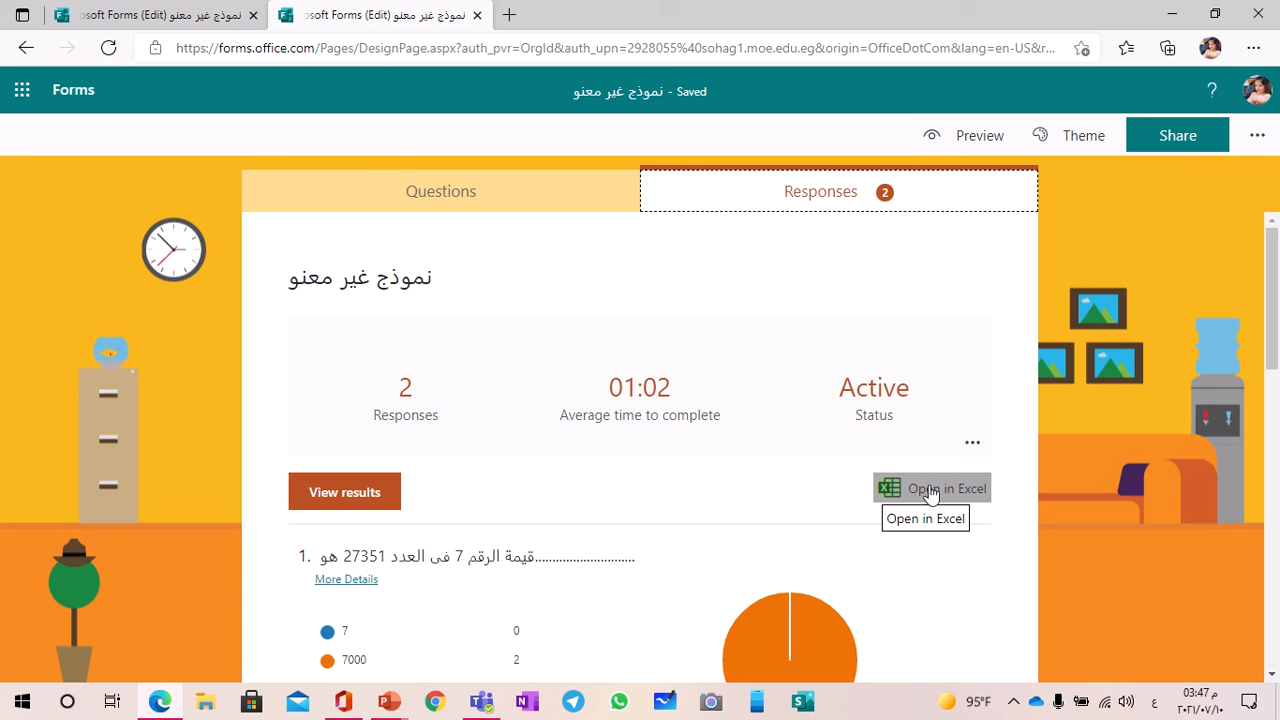 osoft Forms (Edit) نموذج غير معنو
osoft Forms (Edit) نموذج غير معنو
https://forms.office.com/Pages/DesignPage.aspx?auth_pvr=OrgId&auth_upn=2928055%40sohag1.moe.edu.eg&origin=OfficeDotCom&lang=en-US&r...
Forms
نموذج غير معنو - Saved
?
Preview
Theme
Share
Questions
Responses 2
نموذج غير معنو
2
Responses
01:02
Average time to complete
Active
Status
View results
Open in Excel
Open in Excel
1. قيمة الرقم 7 فى العدد 27351 هو............................
More Details
7 0
7000 2
95°F
ع
03:47 م